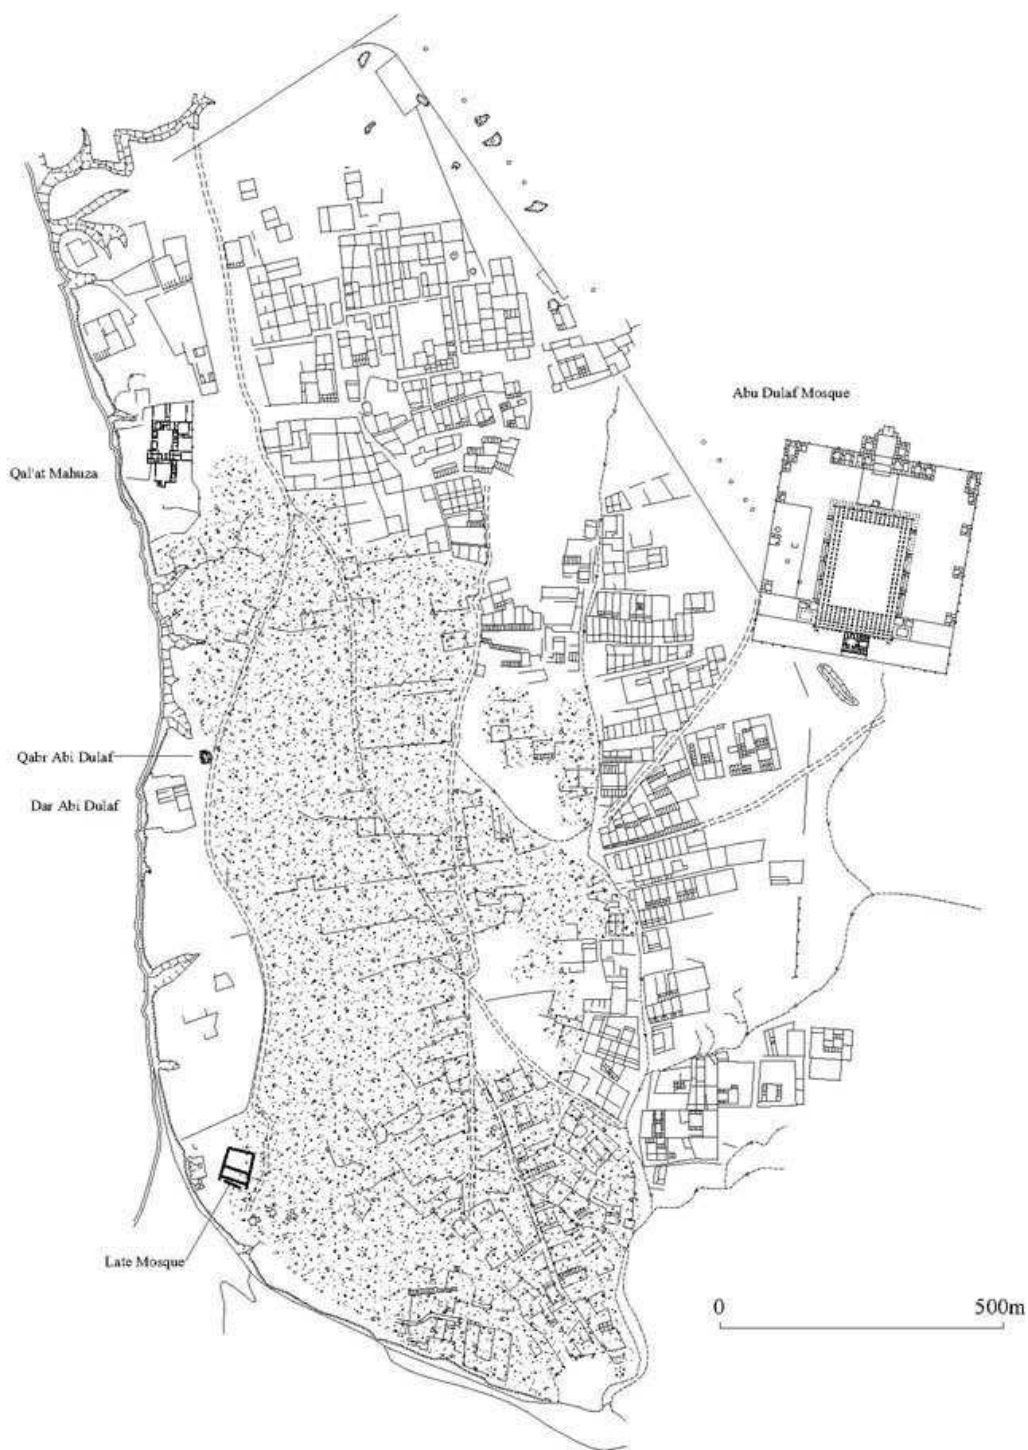 Abu Dulaf Mosque
Qal'at Mahuza
Qabr Abi Dulaf
Dar Abi Dulaf
Late Mosque
0 500m